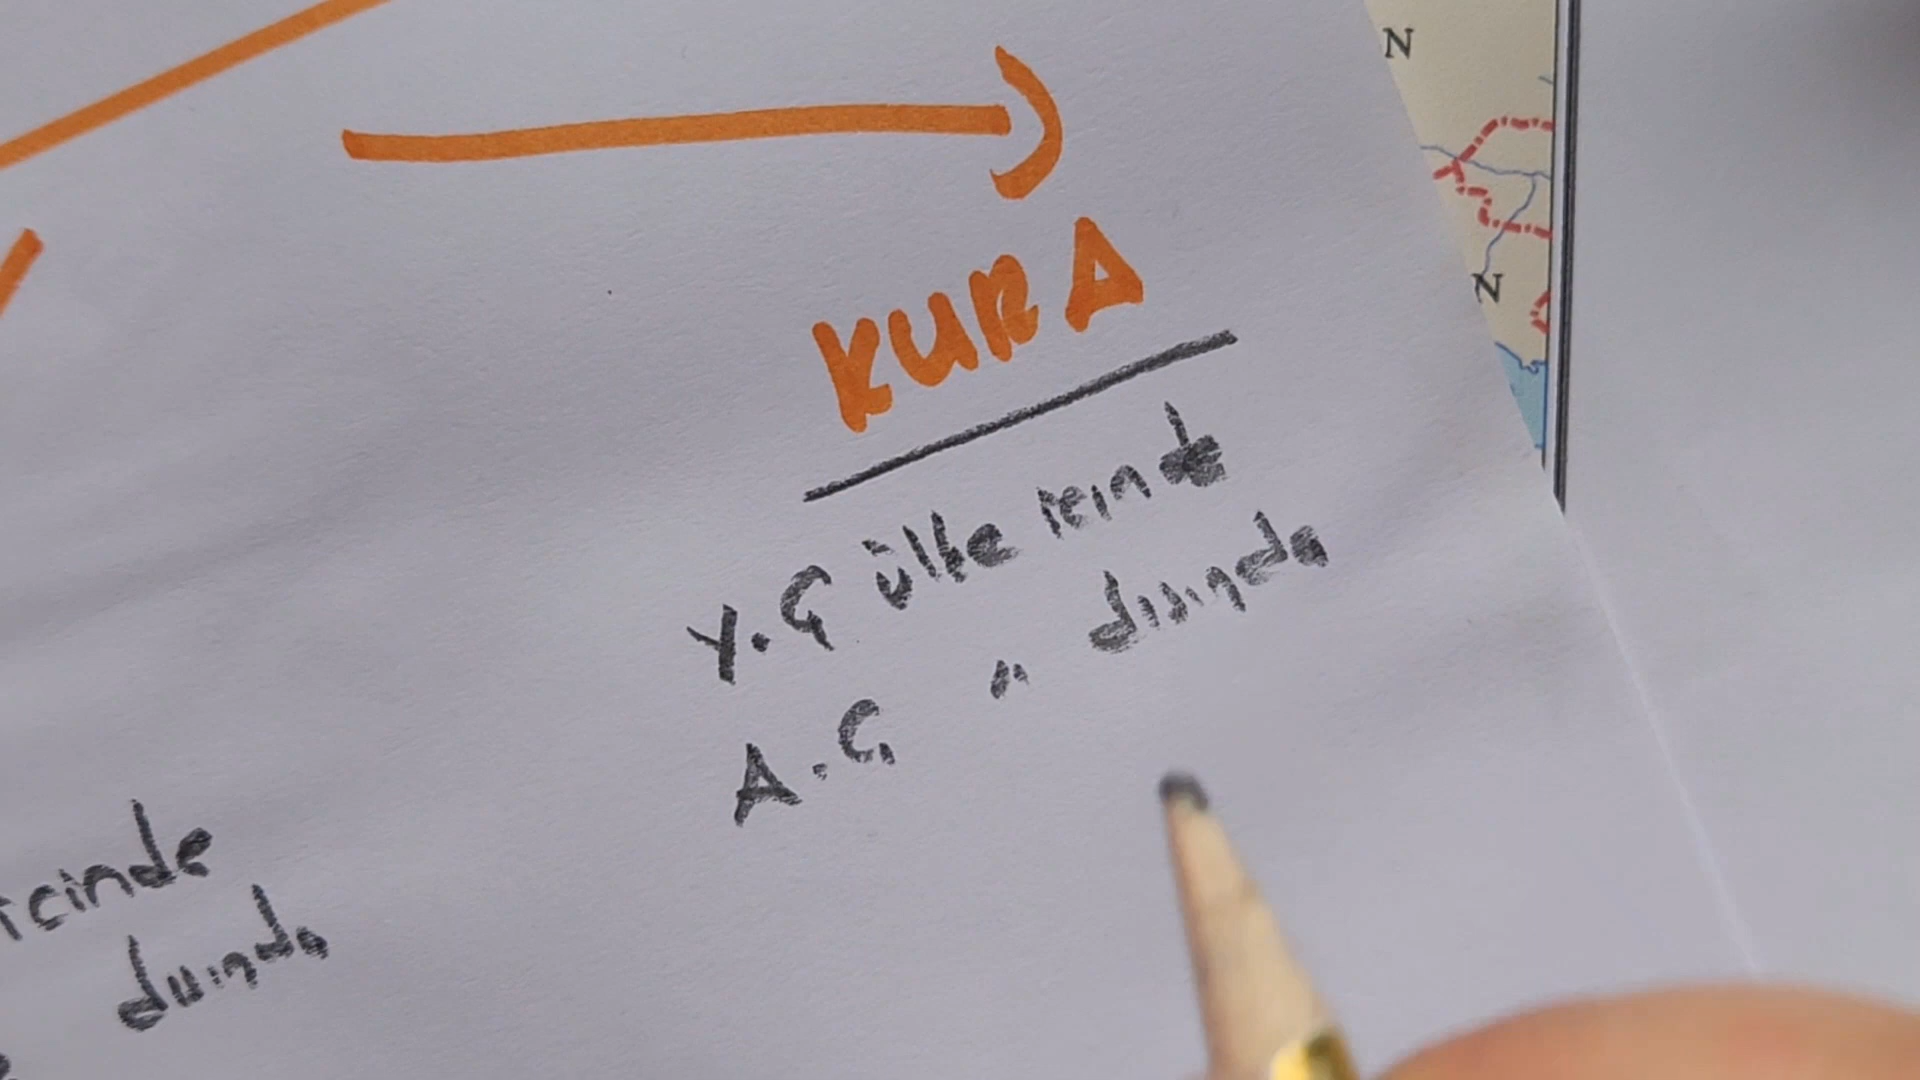 N
N
KURA
Y.Ç ülke içinde
A.Ç " dışında
içinde
dışında